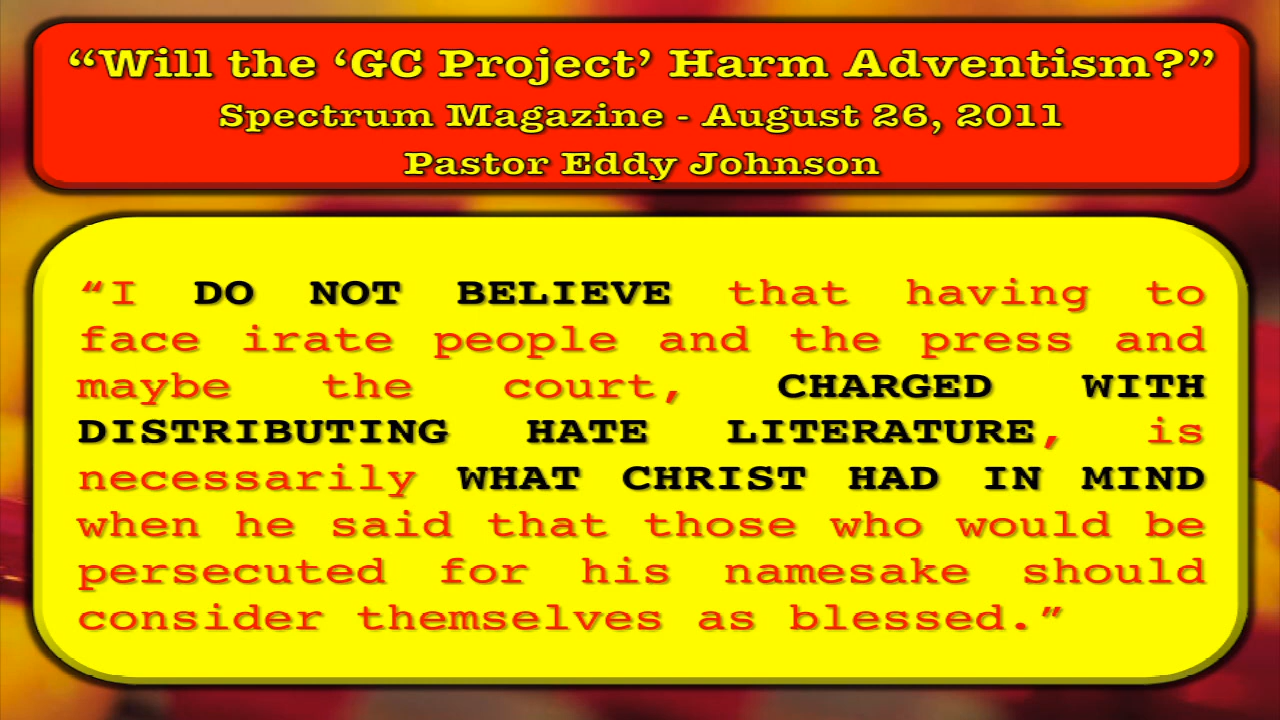 “Will the ‘GC Project’ Harm Adventism?”
Spectrum Magazine - August 26, 2011
Pastor Eddy Johnson
“I DO NOT BELIEVE that having to
face irate people and the press and
maybe the court, CHARGED WITH
DISTRIBUTING HATE LITERATURE, is
necessarily WHAT CHRIST HAD IN MIND
when he said that those who would be
persecuted for his namesake should
consider themselves as blessed.”